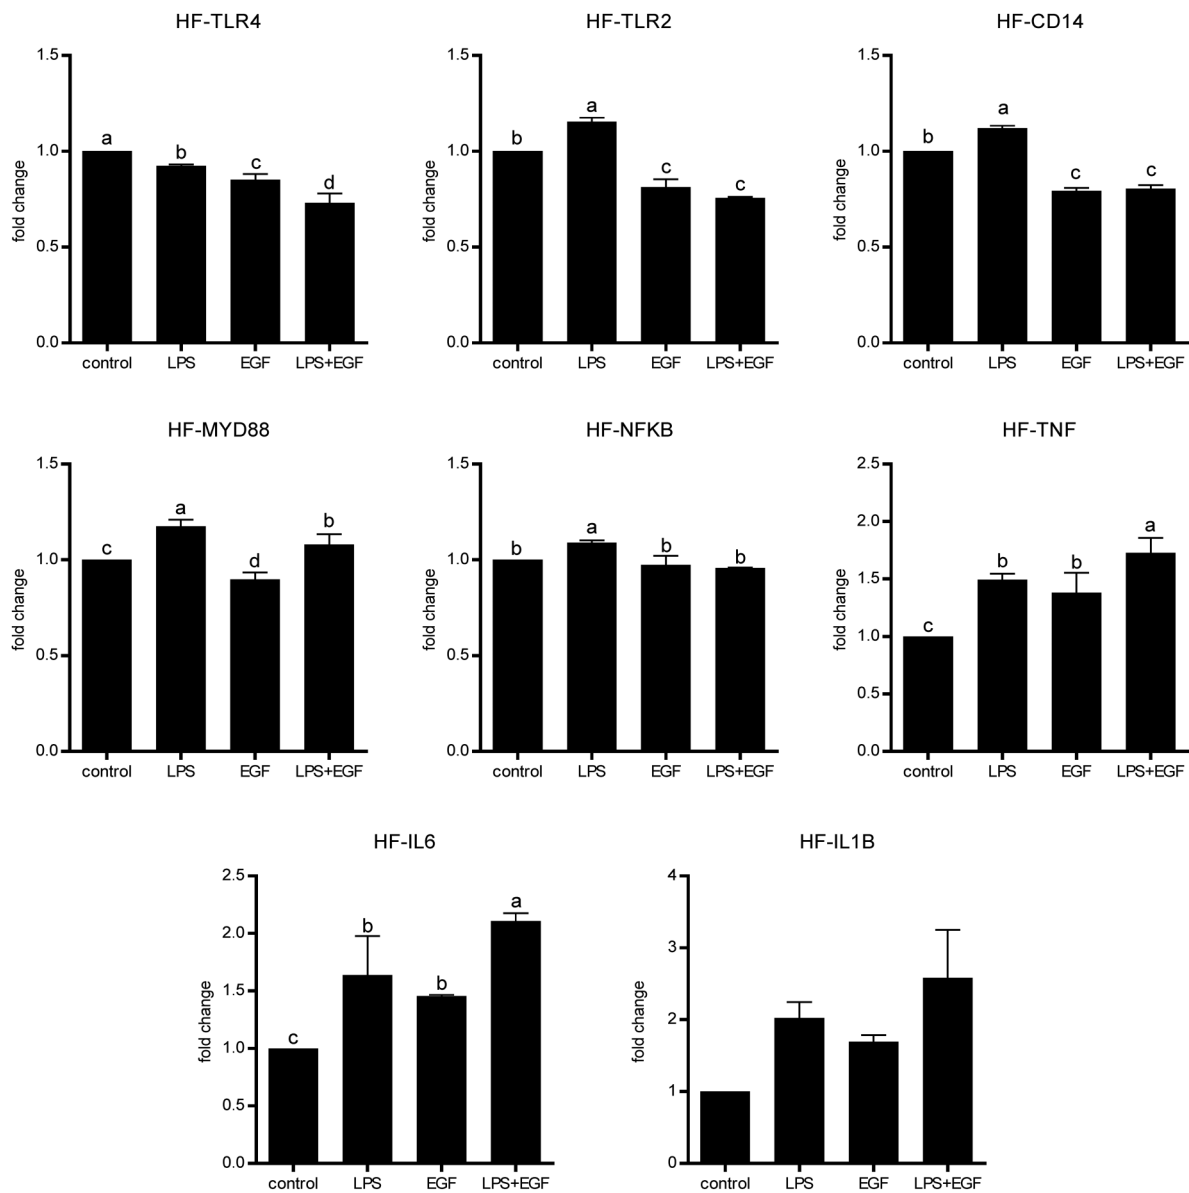 HF-TLR4
1.5
1.0
0.5
0.0
fold change
a
b
c
d
control LPS EGF LPS+EGF
HF-TLR2
1.5
1.0
0.5
0.0
fold change
b
a
c
c
control LPS EGF LPS+EGF
HF-CD14
1.5
1.0
0.5
0.0
fold change
b
a
c
c
control LPS EGF LPS+EGF
HF-MYD88
1.5
1.0
0.5
0.0
fold change
c
a
d
b
control LPS EGF LPS+EGF
HF-NFKB
1.5
1.0
0.5
0.0
fold change
b
a
b
b
control LPS EGF LPS+EGF
HF-TNF
2.5
2.0
1.5
1.0
0.5
0.0
fold change
c
b
b
a
control LPS EGF LPS+EGF
HF-IL6
2.5
2.0
1.5
1.0
0.5
0.0
fold change
c
b
b
a
control LPS EGF LPS+EGF
HF-IL1B
4
3
2
1
0
fold change
control LPS EGF LPS+EGF